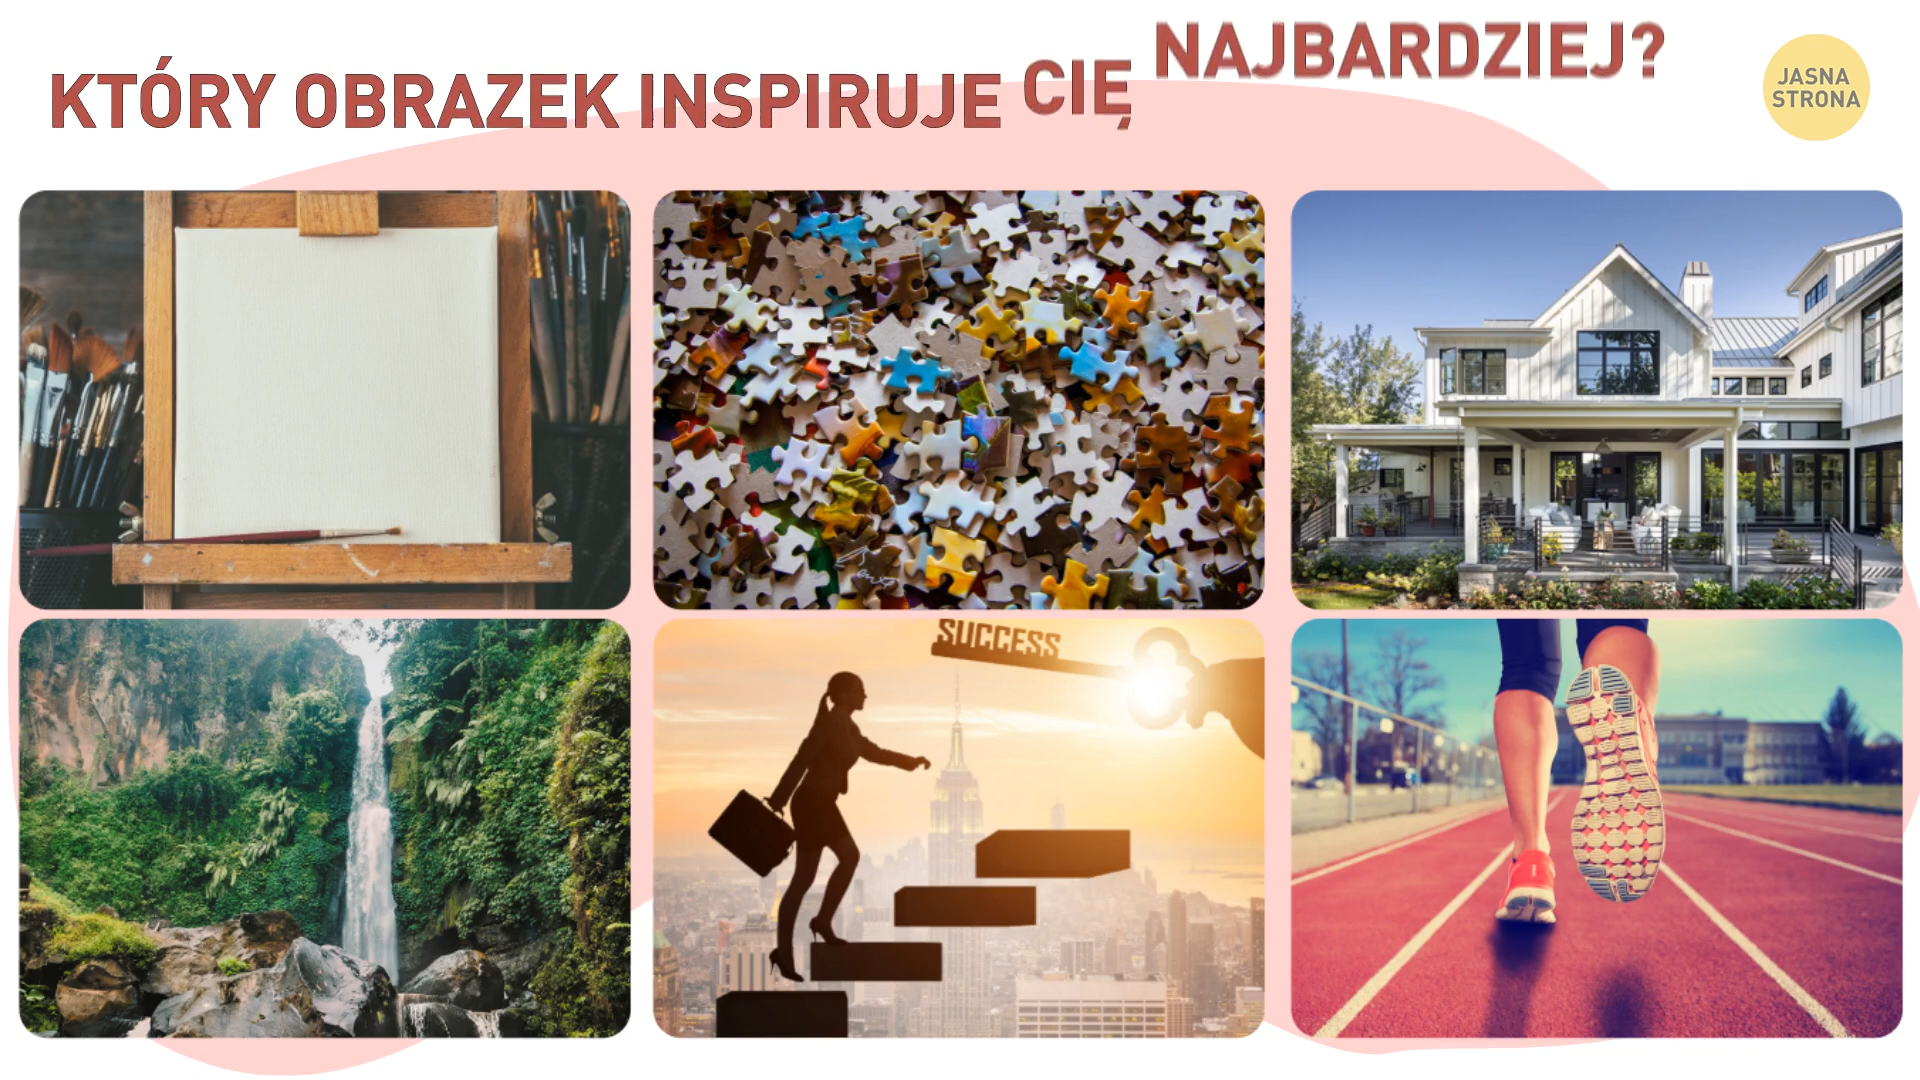 KTÓRY OBRAZEK INSPIRUJE CIĘ NAJBARDZIEJ?
JASNA
STRONA
SUCCESS